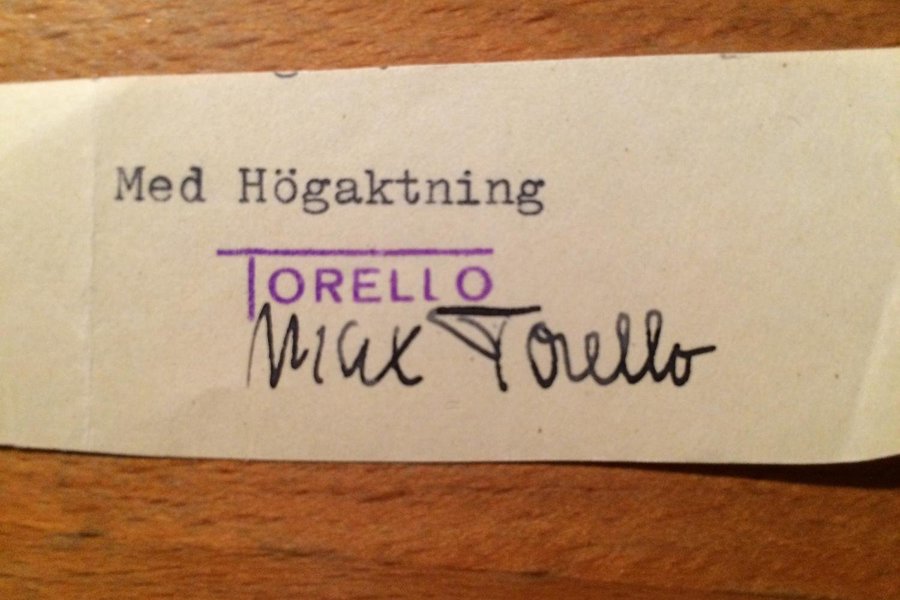 Med Högaktning
TORELLO
Max Torello